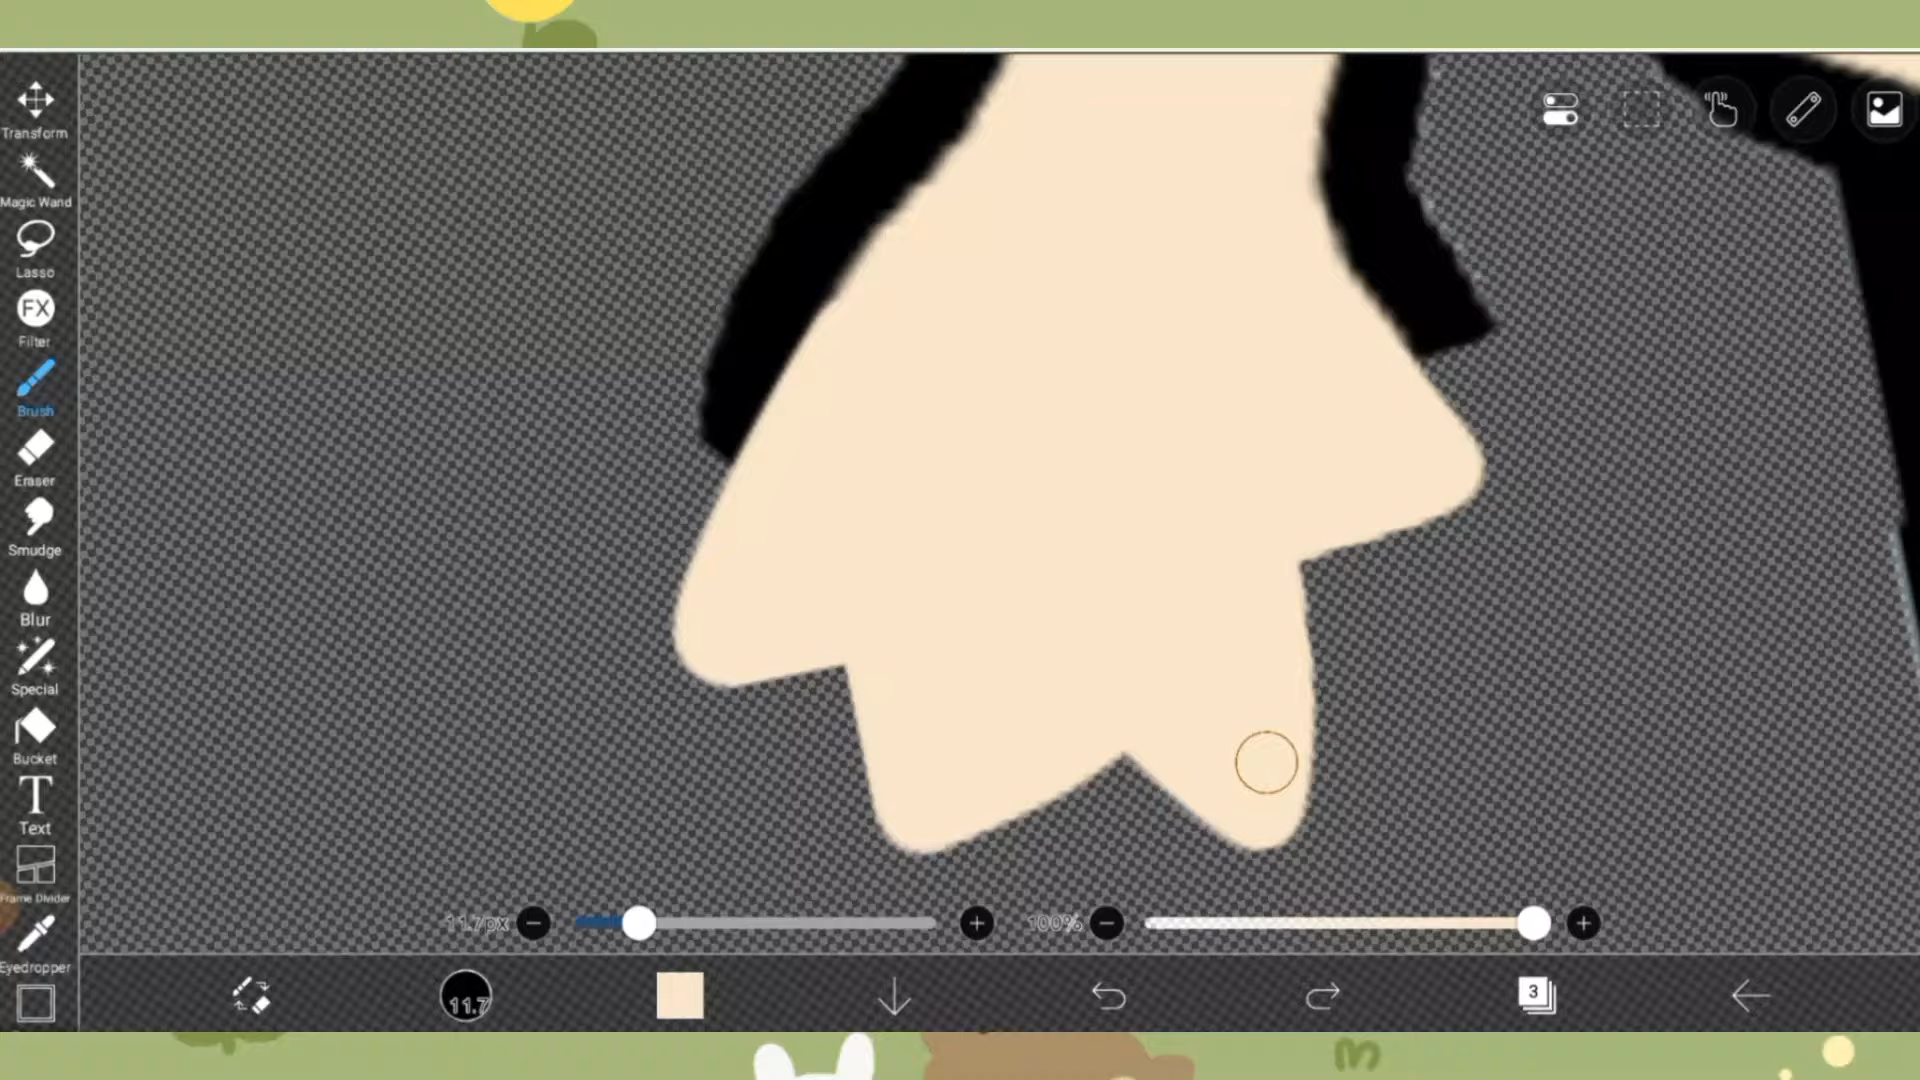 Transform
Magic Wand
Lasso
FX
Filter
Brush
Eraser
Smudge
Blur
Special
Bucket
T
Text
Frame Divider
Eyedropper
11.7px
100%
11.7
3